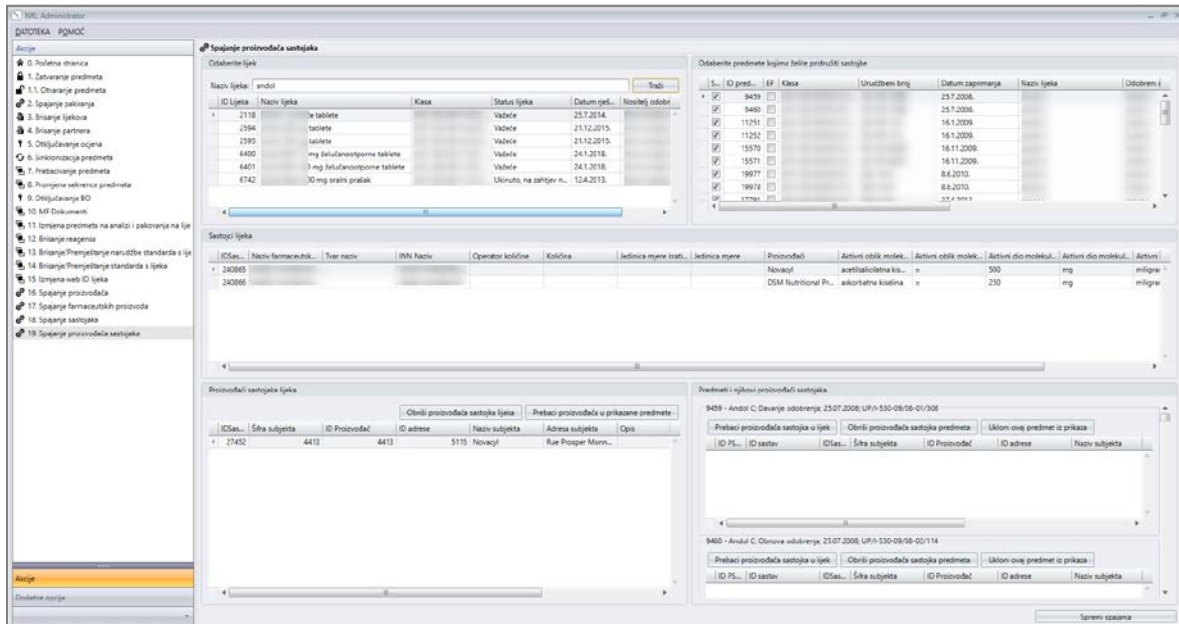 NRL Administrator
DATOTEKA POMOĆ
Akcije
0. Početna stranica
1. Zatvaranje predmeta
1.1. Otvaranje predmeta
2. Spajanje pakiranja
3. Brisanje lijekova
4. Brisanje partnera
5. Otključavanje ocjena
6. Sinkronizacija predmeta
7. Prebacivanje predmeta
8. Promjena sekvence predmeta
9. Otključavanje BO
10. MF Dokumenti
11. Izmjena predmeta na analizi i pakovanja na lije
12. Brisanje reagensa
13. Brisanje/Premještanje narudžbe standarda s lije
14. Brisanje/Premještanje standarda s lijeka
15. Izmjena web ID lijeka
16. Spajanje proizvođača
17. Spajanje farmaceutskih proizvoda
18. Spajanje sastojaka
19. Spajanje proizvođača sastojaka
Akcije
Dodatne opcije
Spajanje proizvođača sastojaka
Odaberite lijek
Naziv lijeka: andol Traži
ID Lijeka Naziv lijeka Klasa Status lijeka Datum rješ... Nositelj odobr
2118 tablete Važeće 25.7.2014.
2594 tablete Važeće 21.12.2015.
2595 tablete Važeće 21.12.2015.
6400 mg želučanootporne tablete Važeće 24.1.2018.
6401 mg želučanootporne tablete Važeće 24.1.2018.
6742 00 mg oralni prašak Ukinuto, na zahtjev n... 12.4.2013.
Odaberite predmete kojima želite pridružiti sastojke
S... ID pred... EP Klasa Urudžbeni broj Datum zaprimanja Naziv lijeka Odobreni
9459 25.7.2008.
9460 25.7.2008.
11251 16.1.2009.
11252 16.1.2009.
15570 16.11.2009.
15571 16.11.2009.
19977 8.6.2010.
19978 8.6.2010.
27.4.2012.
Sastojci lijeka
IDSas... Naziv farmaceutsk... Tvar naziv INN Naziv Operator količine Količina Jedinica mjere izrati... Jedinica mjere Proizvođači Aktivni oblik molek... Aktivni oblik molek... Aktivni dio molekul... Aktivni dio molekul... Aktivni
240865 Novacyl acetilsalicilatna kis... = 500 mg miligra
240866 DSM Nutritional Pr... askorbatna kiselina = 250 mg miligra
Proizvođači sastojaka lijeka
Obriši proizvođača sastojka lijeka Prebaci proizvođača u prikazane predmete
IDSas... Šifra subjekta ID Proizvođač ID adrese Naziv subjekta Adresa subjekta Opis
27452 4413 4413 5115 Novacyl Rue Prosper Monn...
Predmeti i njihovi proizvođači sastojaka
9459 - Andol C; Davanje odobrenja; 25.07.2008; UP/I-530-09/08-01/308
Prebaci proizvođača sastojka u lijek Obriši proizvođača sastojka predmeta Ukloni ovaj predmet iz prikaza
ID PS... ID sastav IDSas... Šifra subjekta ID Proizvođač ID adrese Naziv subjekta
9460 - Andol C; Obnova odobrenja; 25.07.2008; UP/I-530-09/08-02/114
Prebaci proizvođača sastojka u lijek Obriši proizvođača sastojka predmeta Ukloni ovaj predmet iz prikaza
ID PS... ID sastav IDSas... Šifra subjekta ID Proizvođač ID adrese Naziv subjekta
Spremi spajanja